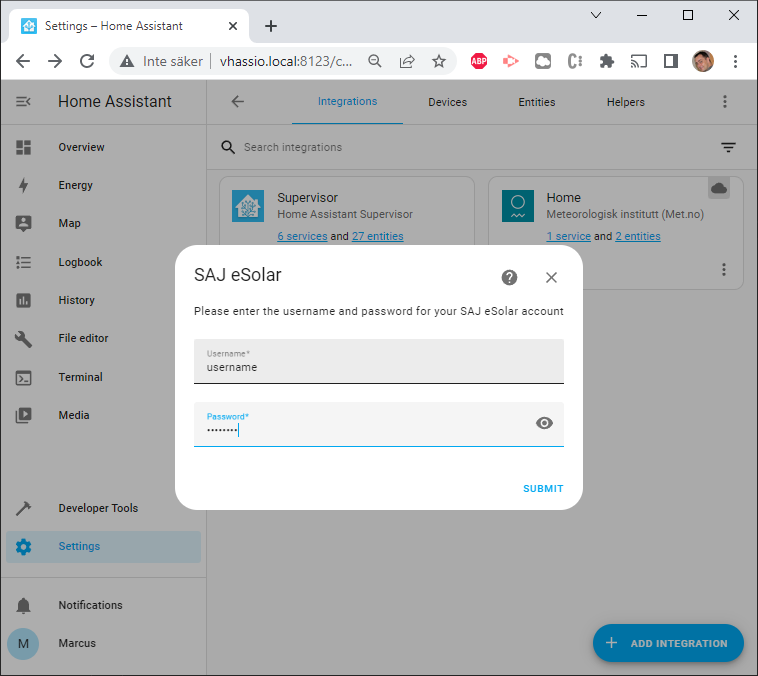 Settings – Home Assistant
Inte säker | vhassio.local:8123/c...
ABP
Home Assistant
Integrations
Devices
Entities
Helpers
Search integrations
Overview
Energy
Map
Logbook
History
File editor
Terminal
Media
Developer Tools
Settings
Notifications
M
Marcus
Supervisor
Home Assistant Supervisor
6 services and 27 entities
Home
Meteorologisk institutt (Met.no)
1 service and 2 entities
SAJ eSolar
Please enter the username and password for your SAJ eSolar account
Username*
username
Password*
••••••••
SUBMIT
ADD INTEGRATION